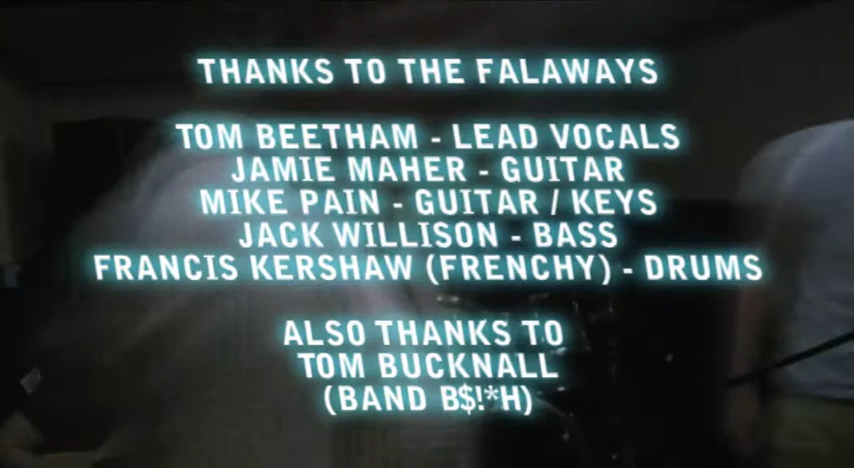 THANKS TO THE FALAWAYS
TOM BEETHAM - LEAD VOCALS
JAMIE MAHER - GUITAR
MIKE PAIN - GUITAR / KEYS
JACK WILLISON - BASS
FRANCIS KERSHAW (FRENCHY) - DRUMS
ALSO THANKS TO
TOM BUCKNALL
(BAND B$!*H)